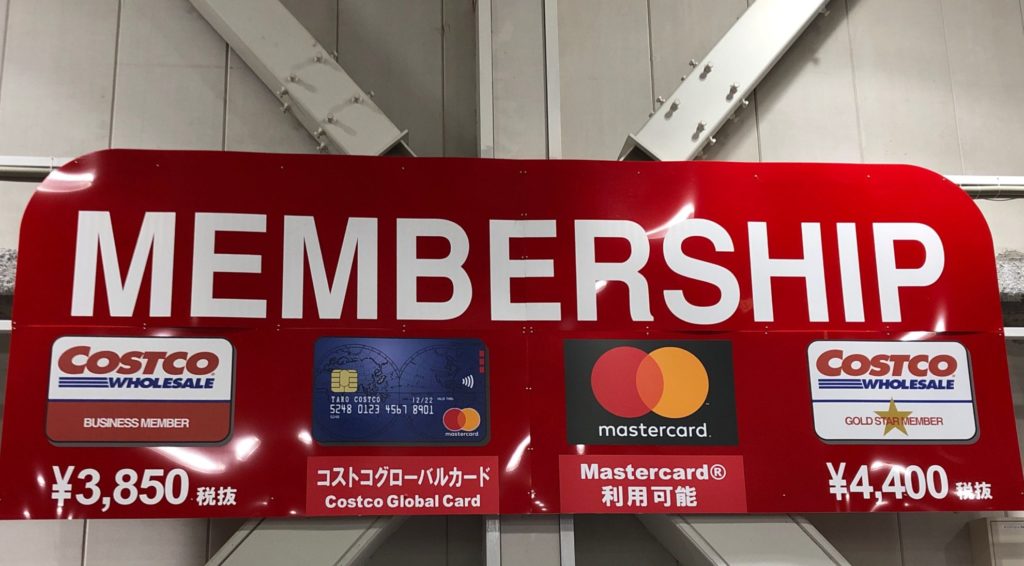 MEMBERSHIP
COSTCO
WHOLESALE
BUSINESS MEMBER
¥3,850 税抜
TARO COSTCO
12/22
5248 0123 4567 8901
5248
mastercard
コストコグローバルカード
Costco Global Card
mastercard.
Mastercard®
利用可能
COSTCO
WHOLESALE
GOLD STAR MEMBER
¥4,400 税抜